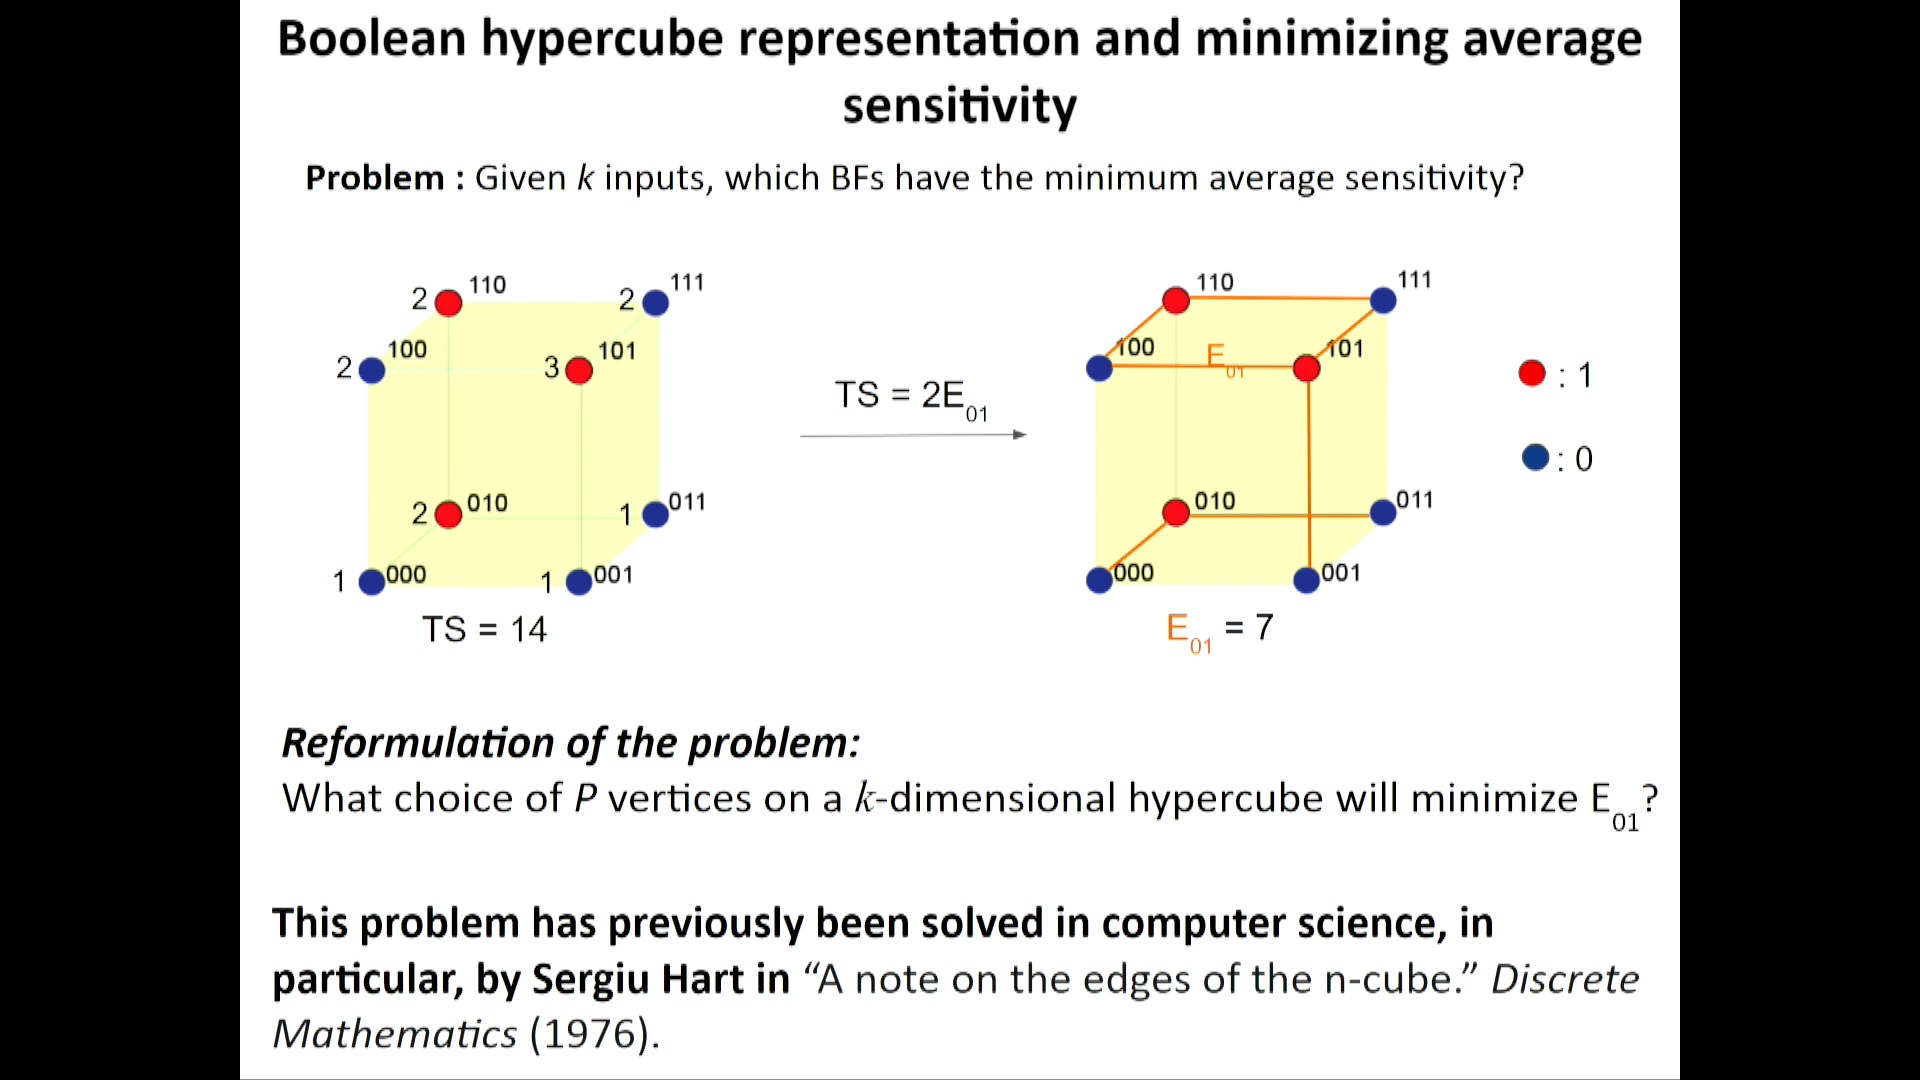 Boolean hypercube representation and minimizing average
sensitivity
Problem : Given k inputs, which BFs have the minimum average sensitivity?
2 110
2 111
2 100
3 101
2 010
1 011
1 000
1 001
TS = 14
TS = 2E01
110
111
100
E01
101
010
011
000
001
E01 = 7
: 1
: 0
Reformulation of the problem:
What choice of P vertices on a k-dimensional hypercube will minimize E01?
This problem has previously been solved in computer science, in
particular, by Sergiu Hart in “A note on the edges of the n-cube.” Discrete
Mathematics (1976).